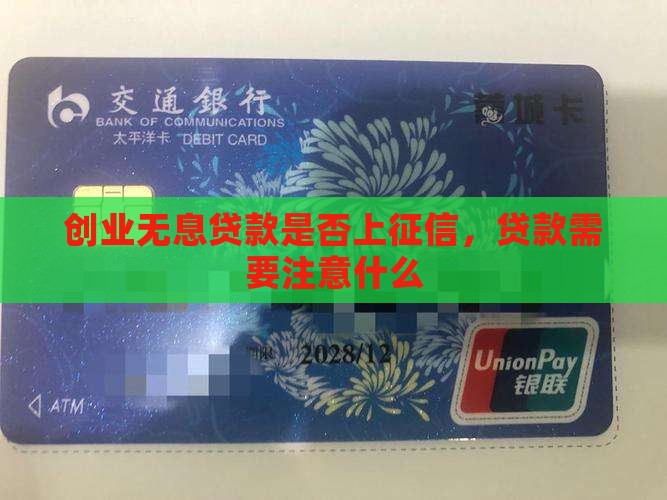 交通銀行
BANK OF COMMUNICATIONS
太平洋卡 DEBIT CARD
创业无息贷款是否上征信，贷款需
要注意什么
2028/12
UnionPay
银联
ATM